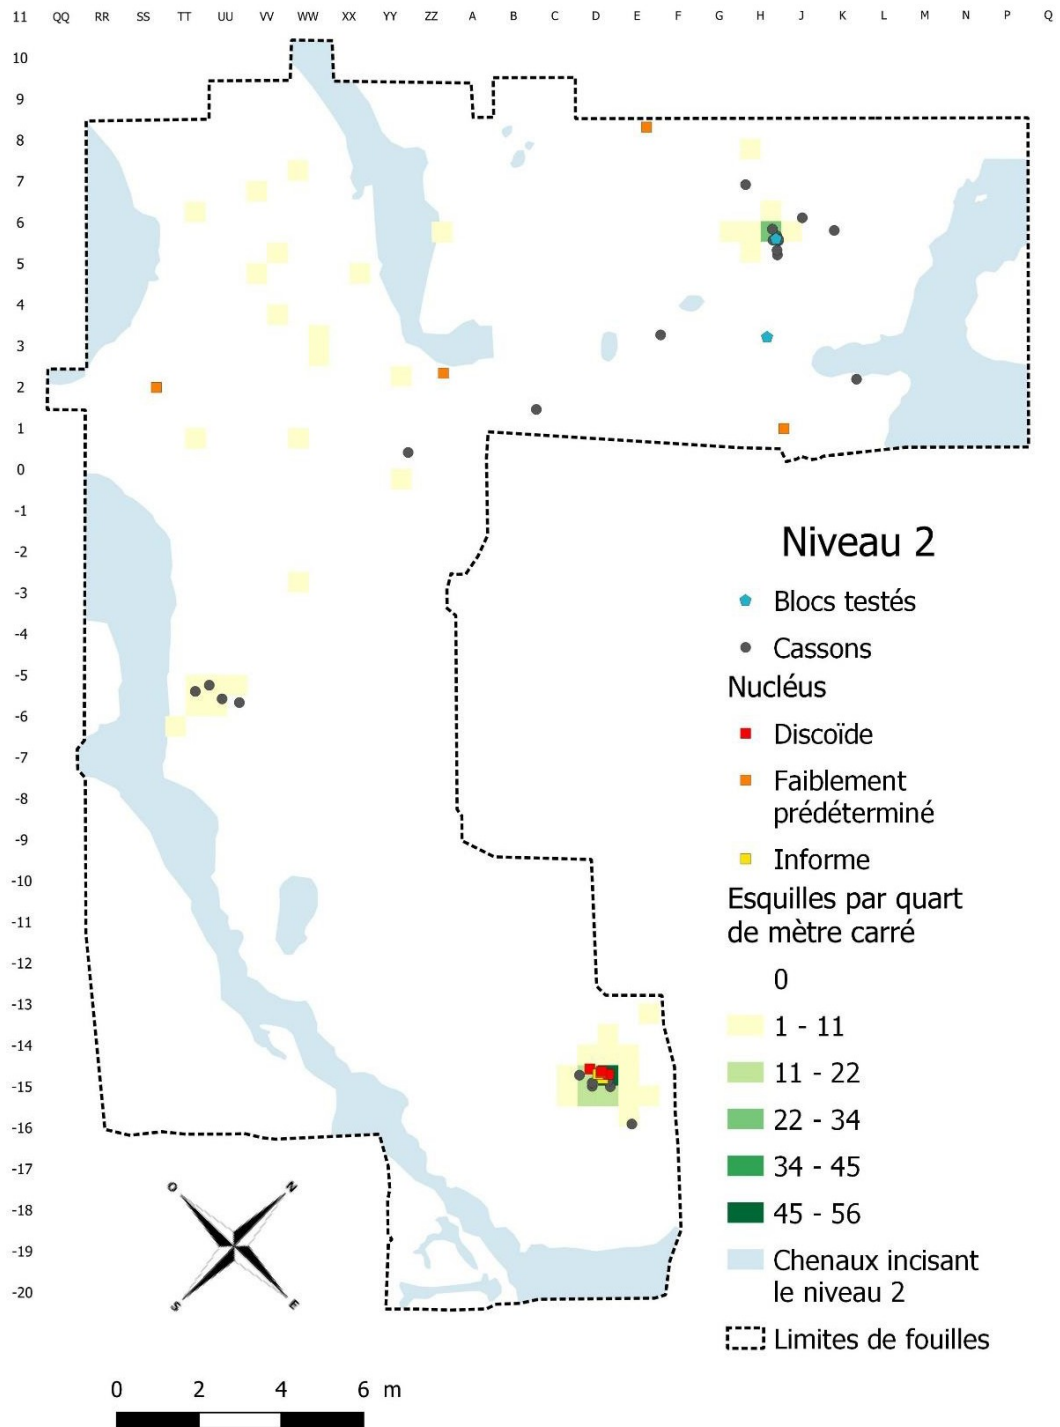 11 QQ RR SS TT UU VV WW XX YY ZZ A B C D E F G H J K L M N P Q
10
9
8
7
6
5
4
3
2
1
0
-1
-2
-3
-4
-5
-6
-7
-8
-9
-10
-11
-12
-13
-14
-15
-16
-17
-18
-19
-20
Niveau 2
Blocs testés
Cassons
Nucléus
Discoïde
Faiblement
prédéterminé
Informe
Esquilles par quart
de mètre carré
0
1 - 11
11 - 22
22 - 34
34 - 45
45 - 56
Chenaux incisant
le niveau 2
Limites de fouilles
O N
S E
0 2 4 6 m